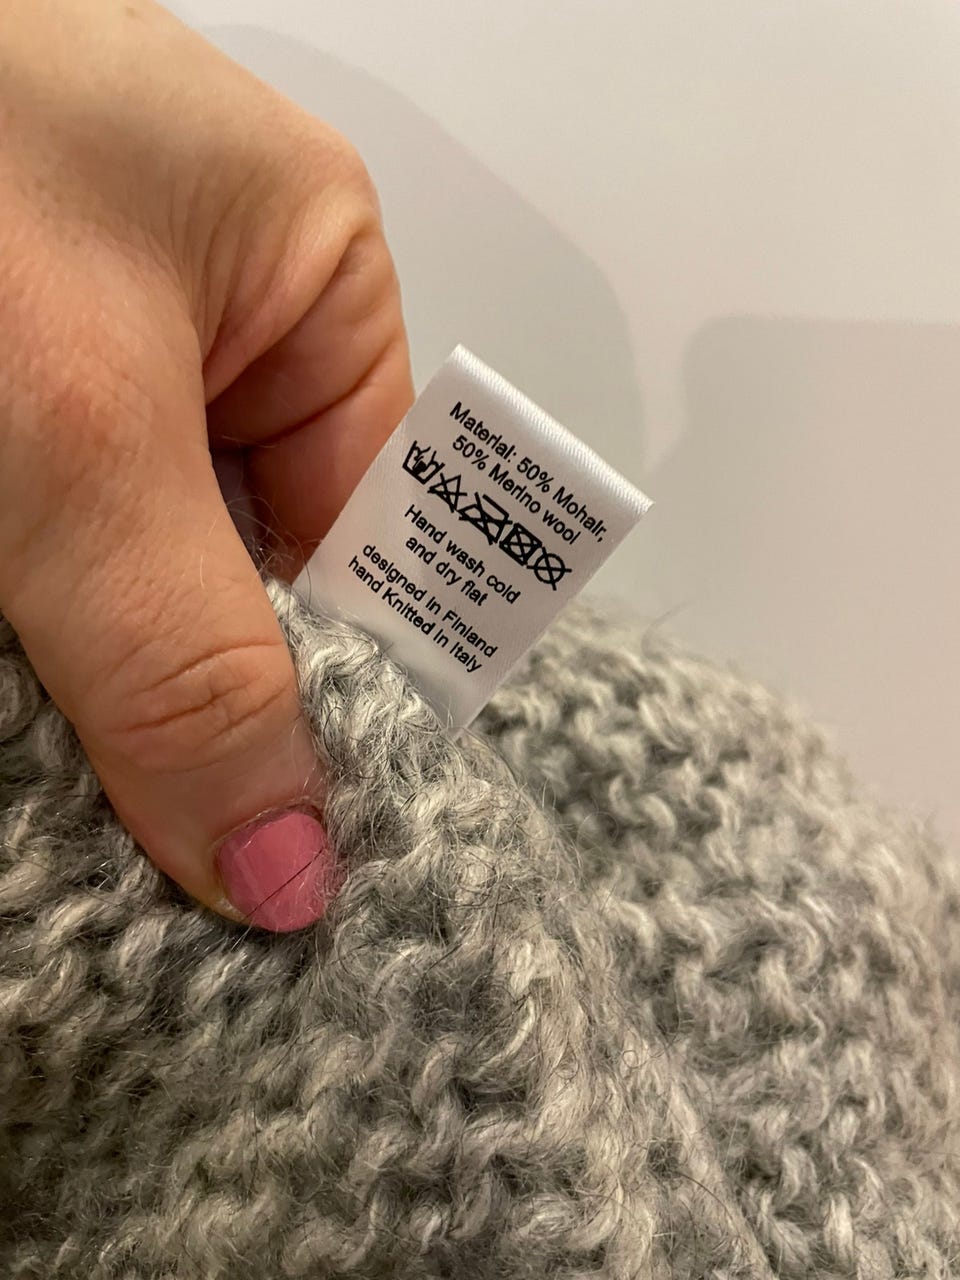 Material: 50% Mohair,
50% Merino wool
Hand wash cold
and dry flat
designed in Finland
hand Knitted in Italy